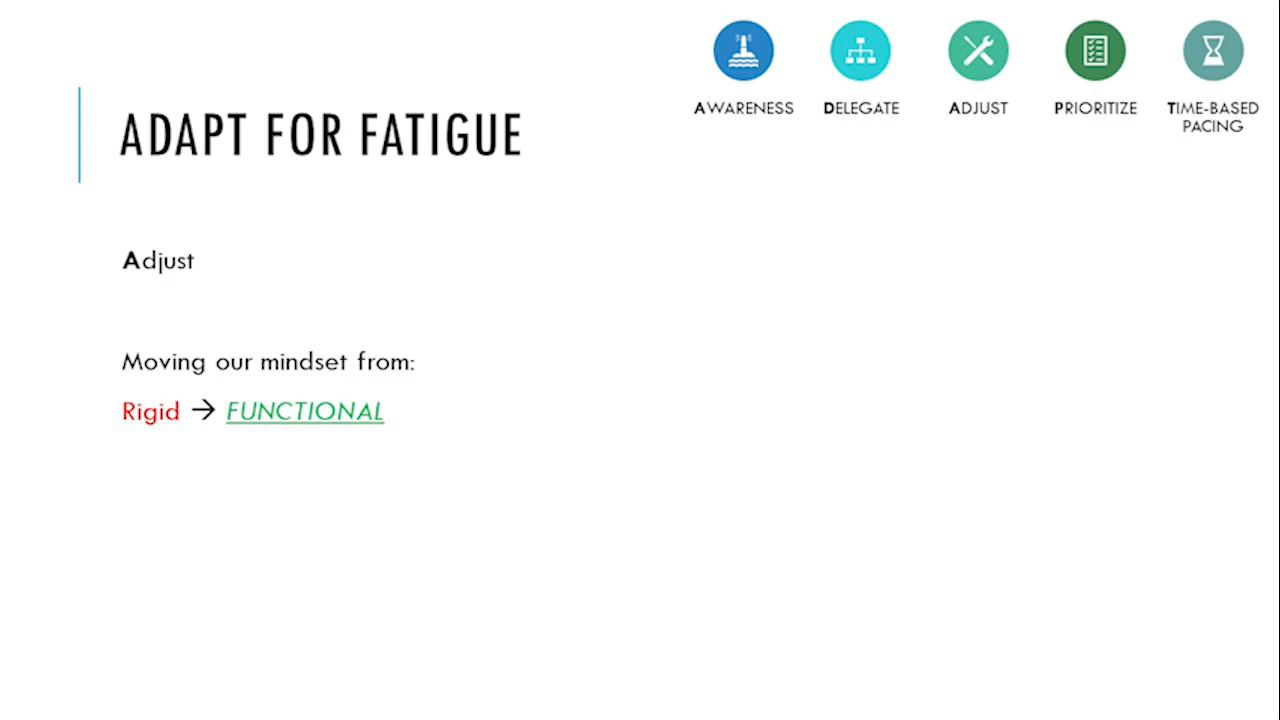 AWARENESS
DELEGATE
ADJUST
PRIORITIZE
TIME-BASED
PACING
ADAPT FOR FATIGUE
Adjust
Moving our mindset from:
Rigid → FUNCTIONAL